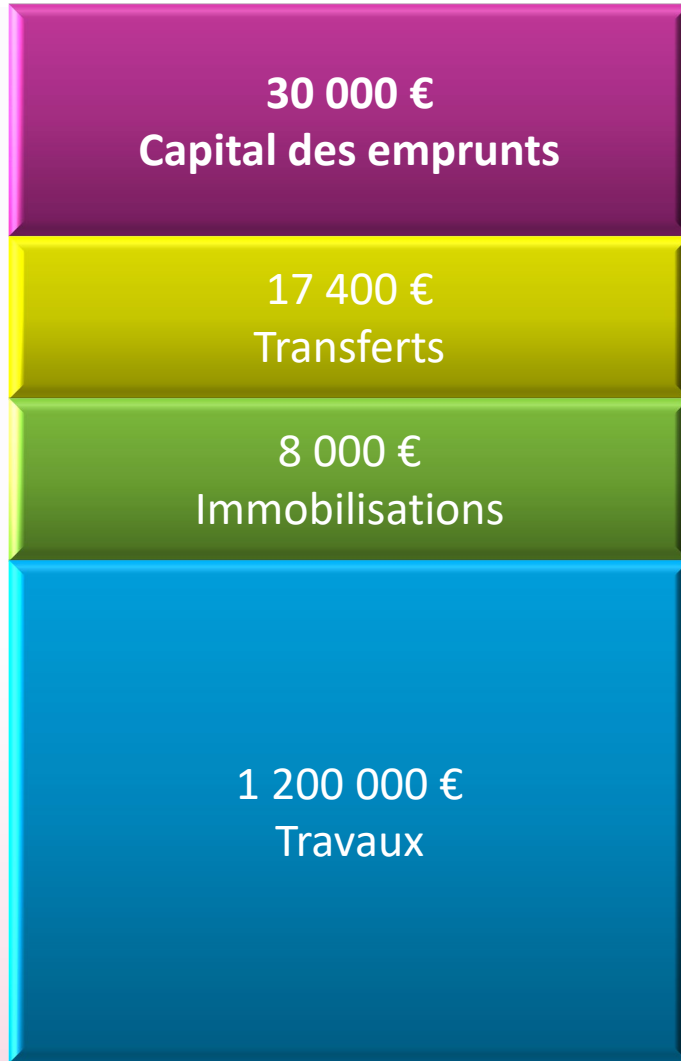 30 000 €
Capital des emprunts
17 400 €
Transferts
8 000 €
Immobilisations
1 200 000 €
Travaux